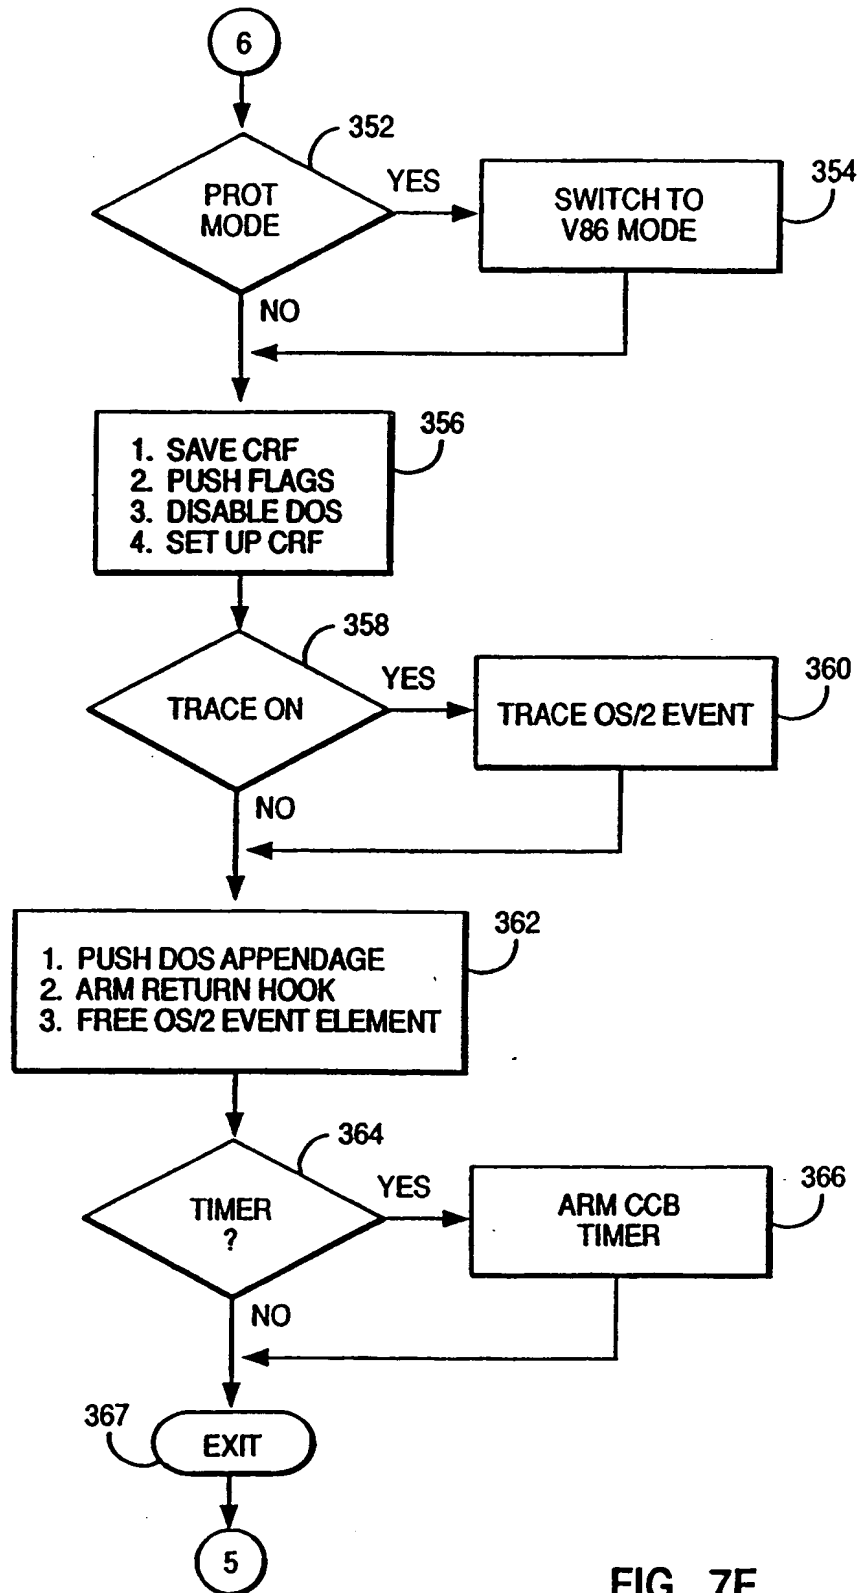 6
352
PROT
MODE
YES
354
SWITCH TO
V86 MODE
NO
356
1. SAVE CRF
2. PUSH FLAGS
3. DISABLE DOS
4. SET UP CRF
358
TRACE ON
YES
360
TRACE OS/2 EVENT
NO
362
1. PUSH DOS APPENDAGE
2. ARM RETURN HOOK
3. FREE OS/2 EVENT ELEMENT
364
TIMER
?
YES
366
ARM CCB
TIMER
NO
367
EXIT
5
FIG. 7F